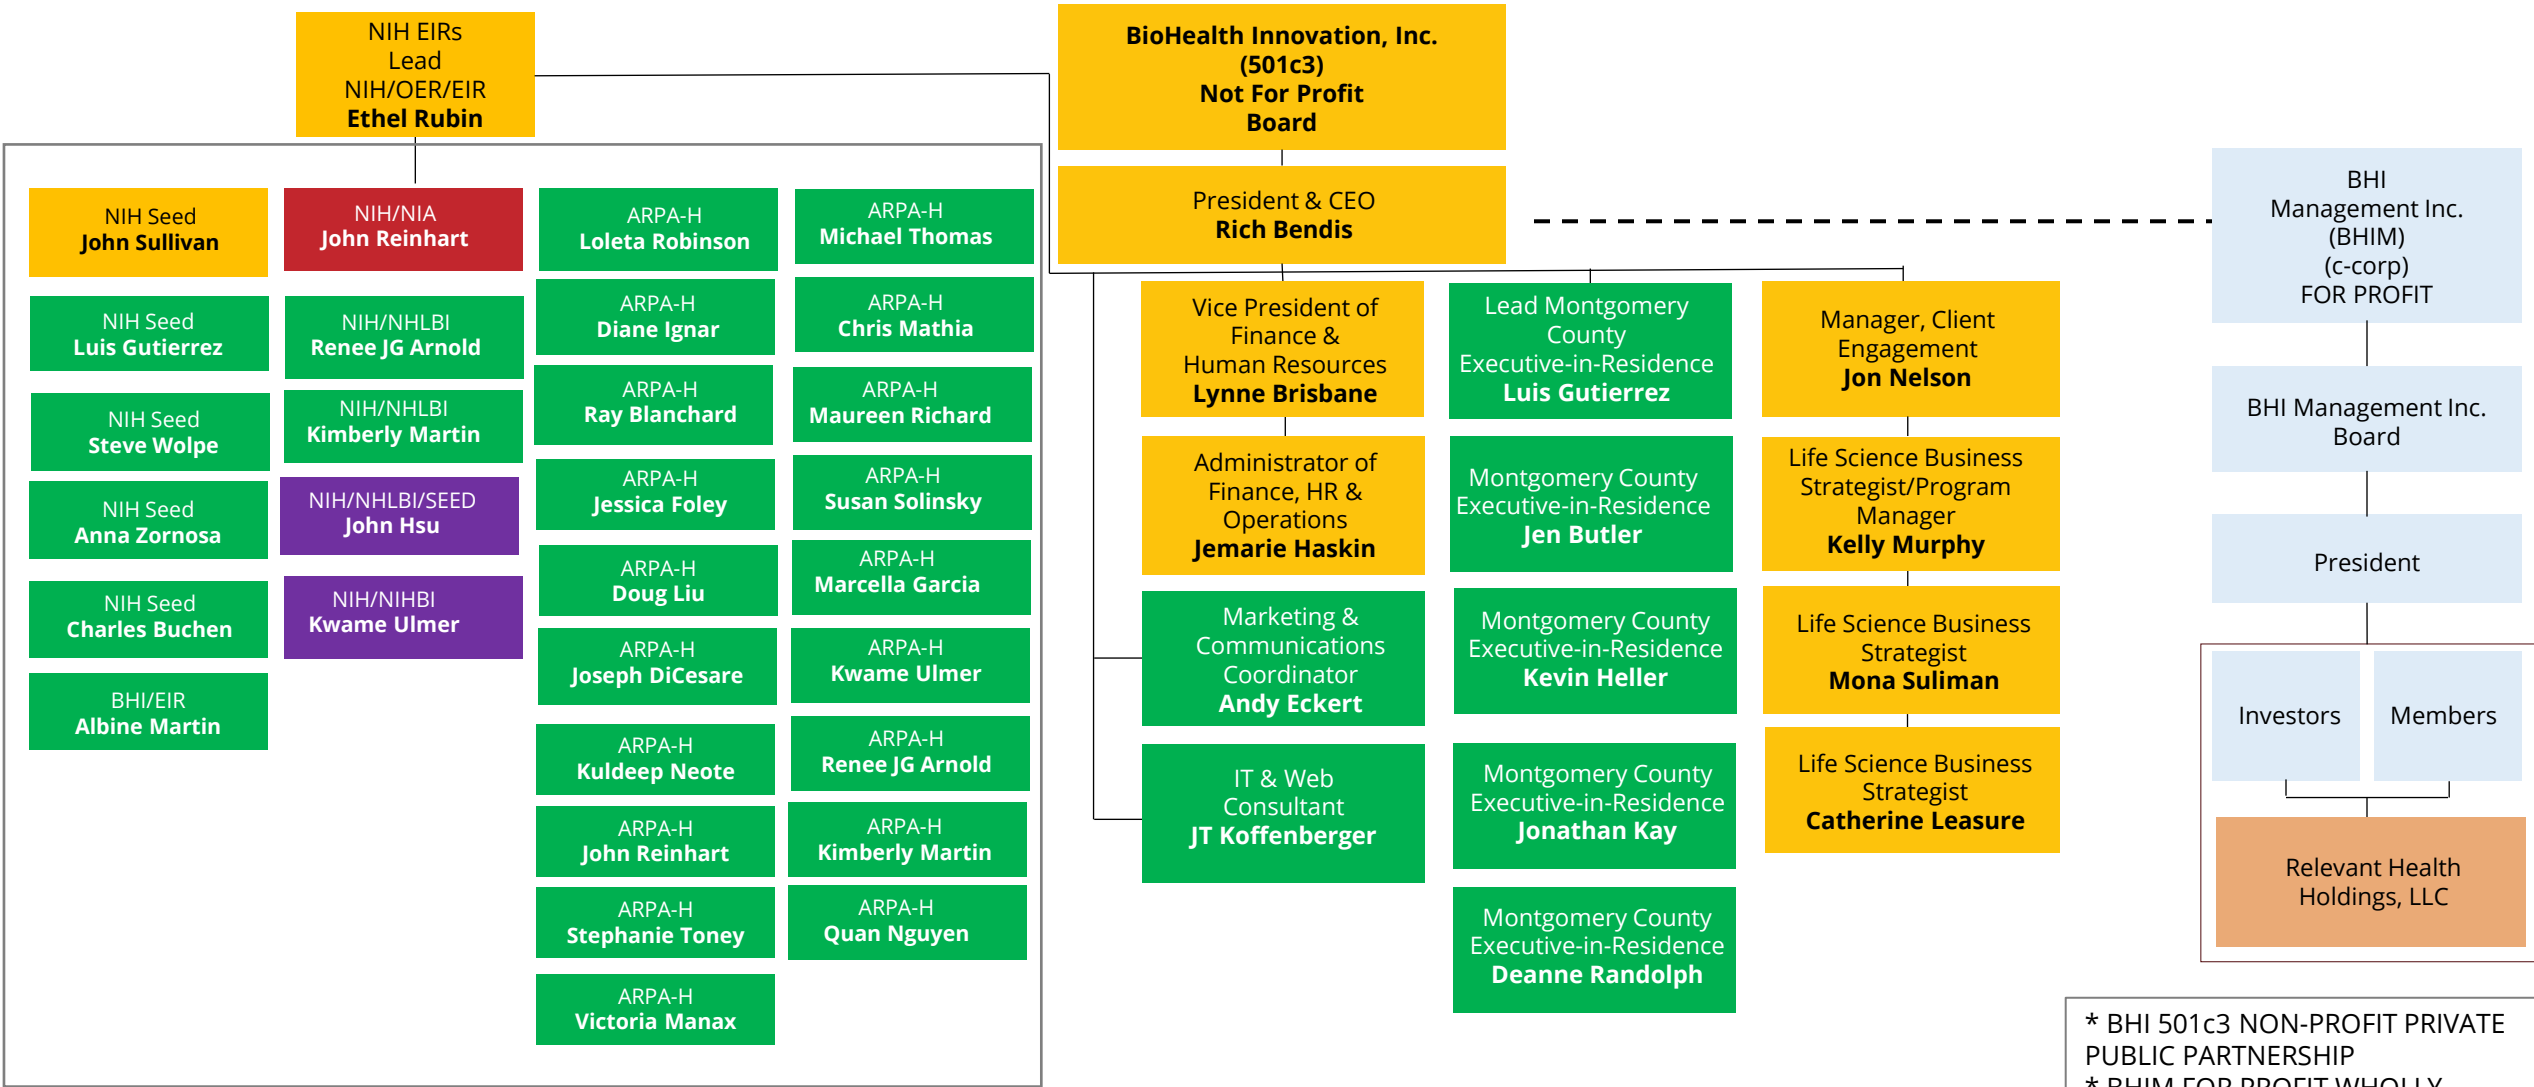 NIH EIRs
Lead
NIH/OER/EIR
Ethel Rubin
BioHealth Innovation, Inc.
(501c3)
Not For Profit
Board
President & CEO
Rich Bendis
NIH Seed
John Sullivan
NIH Seed
Luis Gutierrez
NIH Seed
Steve Wolpe
NIH Seed
Anna Zornosa
NIH Seed
Charles Buchen
BHI/EIR
Albine Martin
NIH/NIA
John Reinhart
NIH/NHLBI
Renee JG Arnold
NIH/NHLBI
Kimberly Martin
NIH/NHLBI/SEED
John Hsu
NIH/NIHBI
Kwame Ulmer
ARPA-H
Loleta Robinson
ARPA-H
Diane Ignar
ARPA-H
Ray Blanchard
ARPA-H
Jessica Foley
ARPA-H
Doug Liu
ARPA-H
Joseph DiCesare
ARPA-H
Kuldeep Neote
ARPA-H
John Reinhart
ARPA-H
Stephanie Toney
ARPA-H
Victoria Manax
ARPA-H
Michael Thomas
ARPA-H
Chris Mathia
ARPA-H
Maureen Richard
ARPA-H
Susan Solinsky
ARPA-H
Marcella Garcia
ARPA-H
Kwame Ulmer
ARPA-H
Renee JG Arnold
ARPA-H
Kimberly Martin
ARPA-H
Quan Nguyen
Vice President of
Finance &
Human Resources
Lynne Brisbane
Administrator of
Finance, HR &
Operations
Jemarie Haskin
Marketing &
Communications
Coordinator
Andy Eckert
IT & Web
Consultant
JT Koffenberger
Lead Montgomery
County
Executive-in-Residence
Luis Gutierrez
Montgomery County
Executive-in-Residence
Jen Butler
Montgomery County
Executive-in-Residence
Kevin Heller
Montgomery County
Executive-in-Residence
Jonathan Kay
Montgomery County
Executive-in-Residence
Deanne Randolph
Manager, Client
Engagement
Jon Nelson
Life Science Business
Strategist/Program
Manager
Kelly Murphy
Life Science Business
Strategist
Mona Suliman
Life Science Business
Strategist
Catherine Leasure
BHI
Management Inc.
(BHIM)
(c-corp)
FOR PROFIT
BHI Management Inc.
Board
President
Investors
Members
Relevant Health
Holdings, LLC
* BHI 501c3 NON-PROFIT PRIVATE
PUBLIC PARTNERSHIP
* BHIM FOR PROFIT WHOLLY